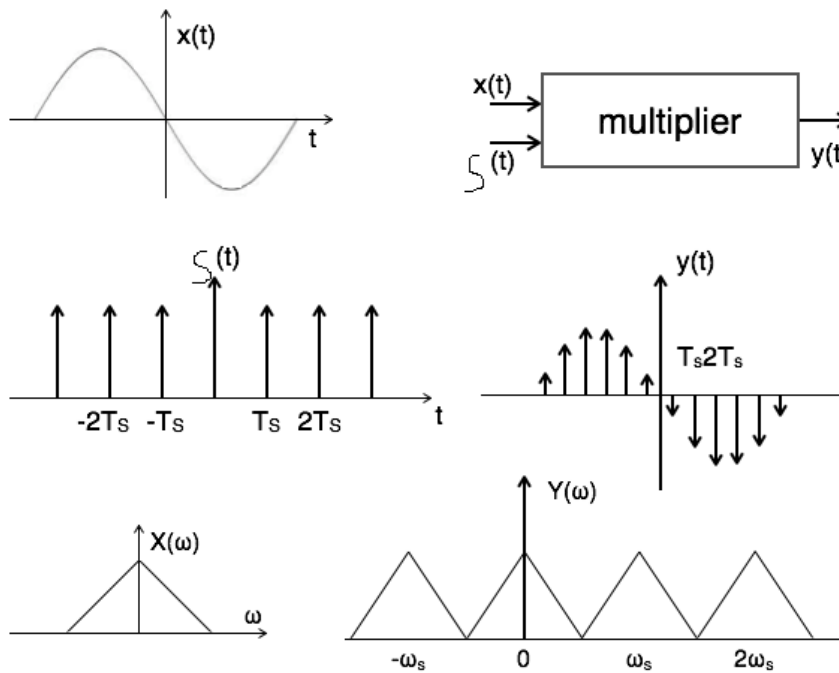 x(t)
t
x(t)
multiplier
(t)
y(t
(t)
-2Ts -Ts Ts 2Ts t
y(t)
Ts2Ts
X(ω)
ω
Y(ω)
-ωs 0 ωs 2ωs